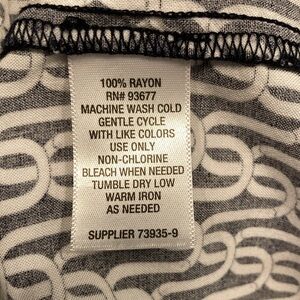 100% RAYON
RN# 93677
MACHINE WASH COLD
GENTLE CYCLE
WITH LIKE COLORS
USE ONLY
NON-CHLORINE
BLEACH WHEN NEEDED
TUMBLE DRY LOW
WARM IRON
AS NEEDED
SUPPLIER 73935-9